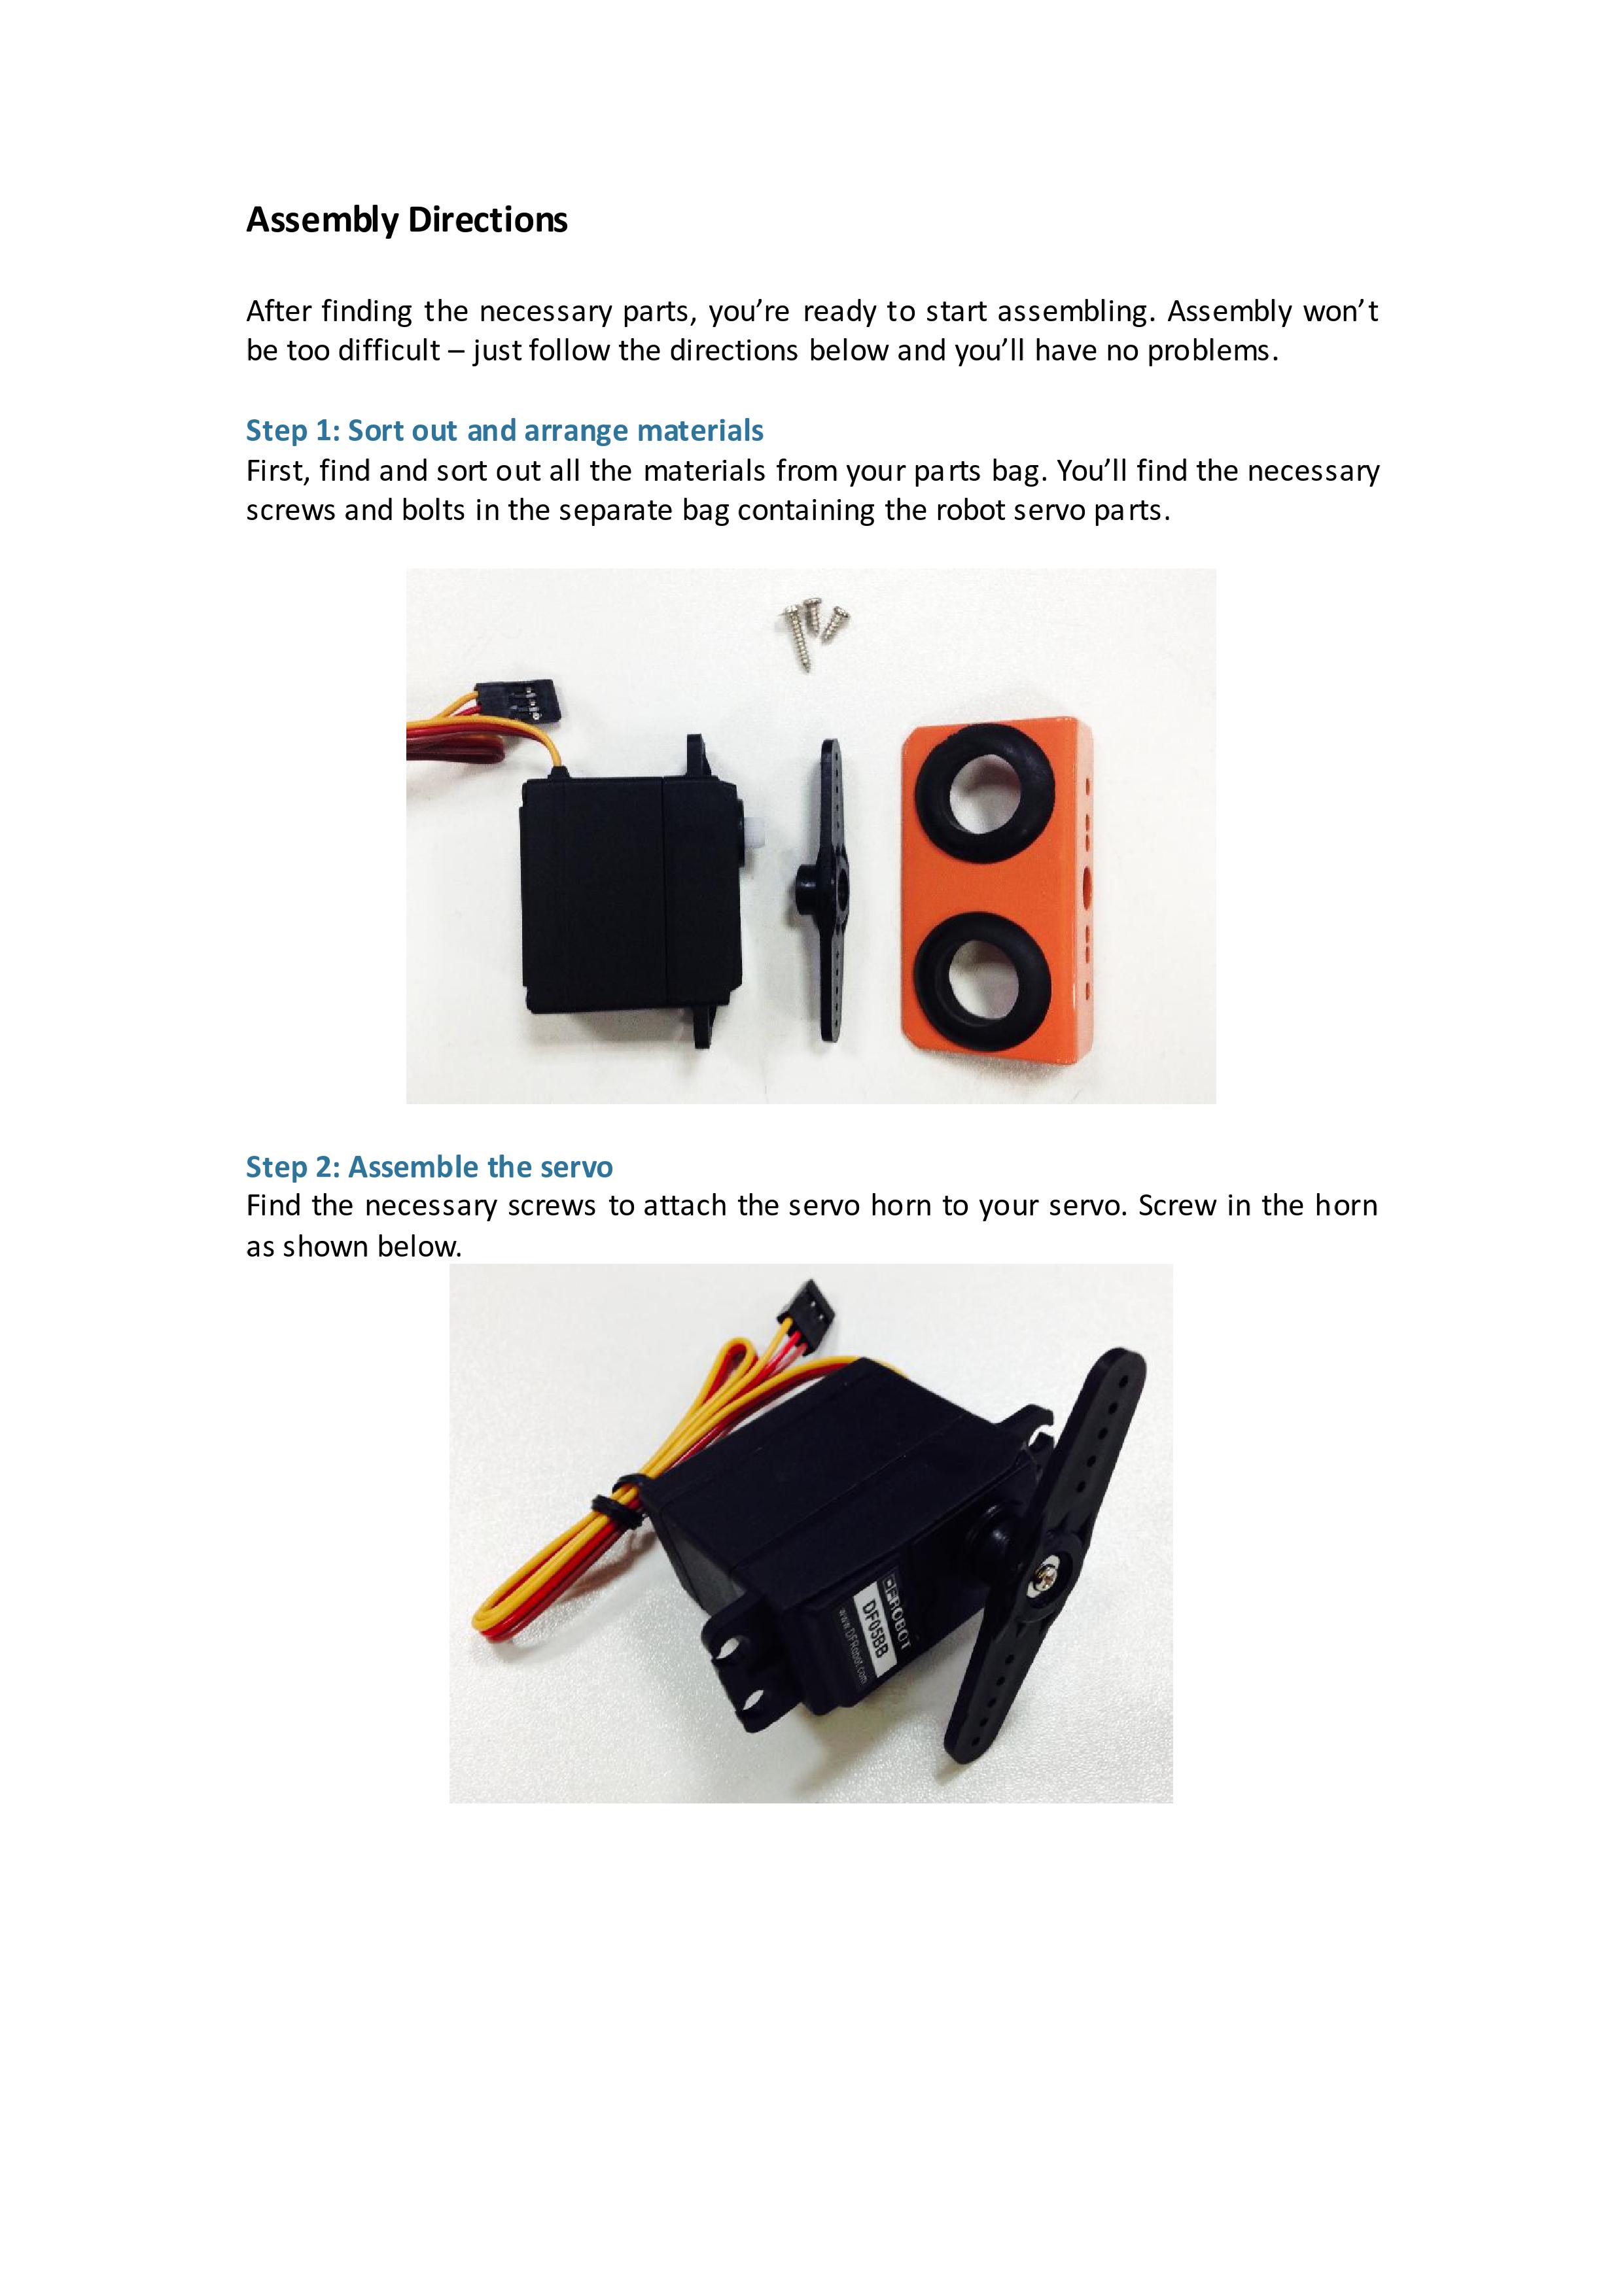 Assembly Directions
After finding the necessary parts, you’re ready to start assembling. Assembly won’t
be too difficult – just follow the directions below and you’ll have no problems.
Step 1: Sort out and arrange materials
First, find and sort out all the materials from your parts bag. You’ll find the necessary
screws and bolts in the separate bag containing the robot servo parts.
Step 2: Assemble the servo
Find the necessary screws to attach the servo horn to your servo. Screw in the horn
as shown below.
DFROBOT
DF05BB
www.DFRobot.com